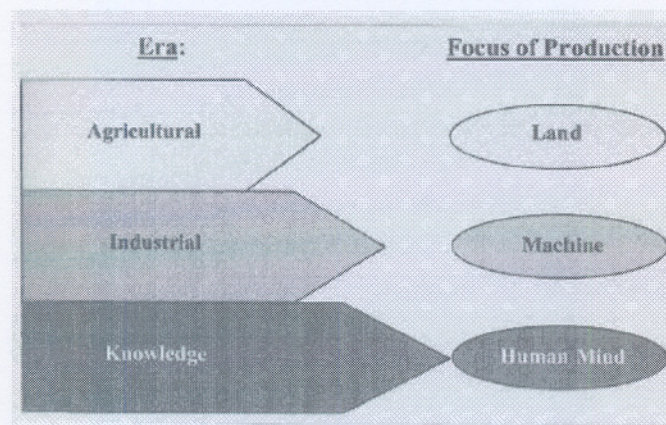 Era: Focus of Production
Agricultural Land
Industrial Machine
Knowledge Human Mind